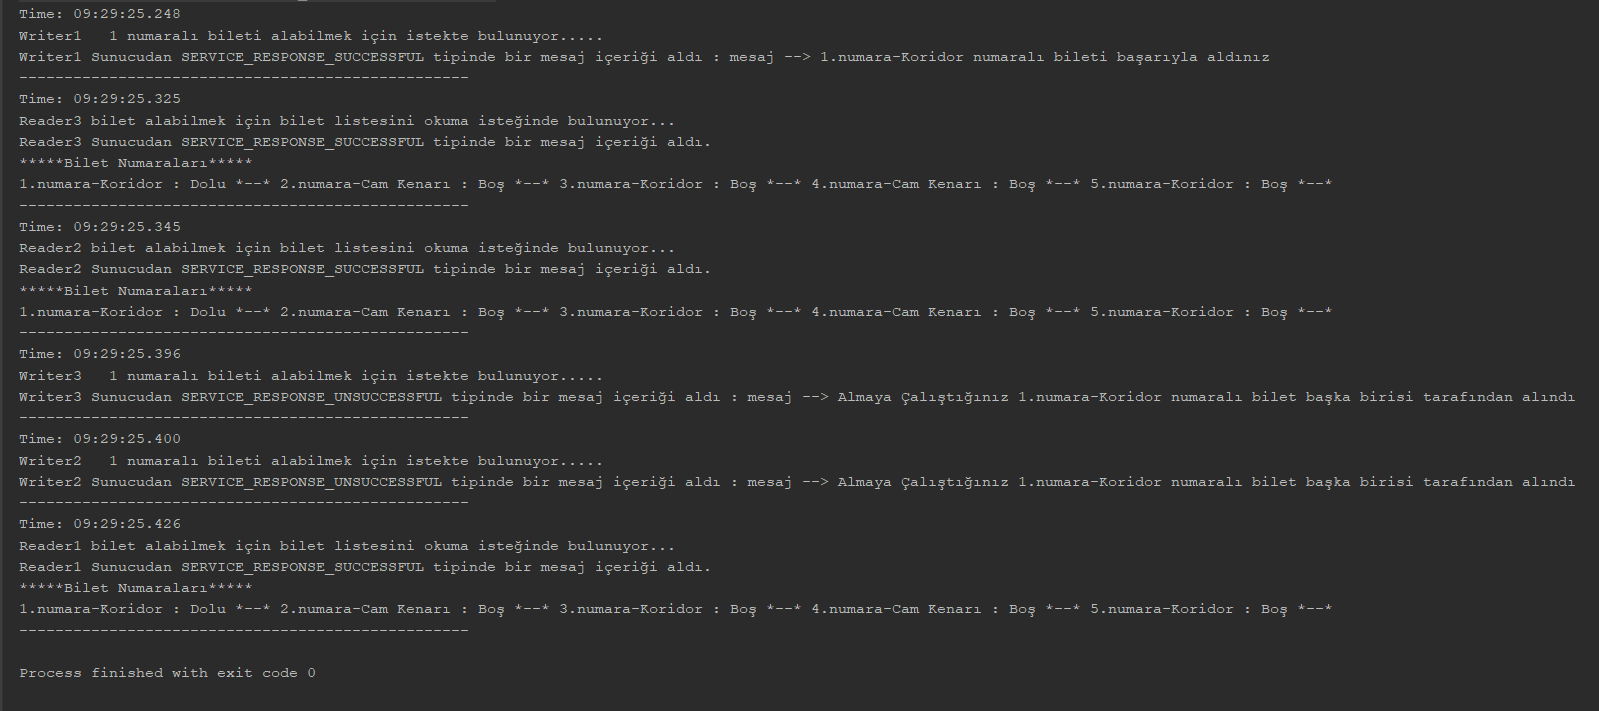 Time: 09:29:25.248
Writer1   1 numaralı bileti alabilmek için istekte bulunuyor.....
Writer1 Sunucudan SERVICE_RESPONSE_SUCCESSFUL tipinde bir mesaj içeriği aldı : mesaj --> 1.numara-Koridor numaralı bileti başarıyla aldınız
--------------------------------------------------
Time: 09:29:25.325
Reader3 bilet alabilmek için bilet listesini okuma isteğinde bulunuyor...
Reader3 Sunucudan SERVICE_RESPONSE_SUCCESSFUL tipinde bir mesaj içeriği aldı.
*****Bilet Numaraları*****
1.numara-Koridor : Dolu *--* 2.numara-Cam Kenarı : Boş *--* 3.numara-Koridor : Boş *--* 4.numara-Cam Kenarı : Boş *--* 5.numara-Koridor : Boş *--*
--------------------------------------------------
Time: 09:29:25.345
Reader2 bilet alabilmek için bilet listesini okuma isteğinde bulunuyor...
Reader2 Sunucudan SERVICE_RESPONSE_SUCCESSFUL tipinde bir mesaj içeriği aldı.
*****Bilet Numaraları*****
1.numara-Koridor : Dolu *--* 2.numara-Cam Kenarı : Boş *--* 3.numara-Koridor : Boş *--* 4.numara-Cam Kenarı : Boş *--* 5.numara-Koridor : Boş *--*
--------------------------------------------------
Time: 09:29:25.396
Writer3   1 numaralı bileti alabilmek için istekte bulunuyor.....
Writer3 Sunucudan SERVICE_RESPONSE_UNSUCCESSFUL tipinde bir mesaj içeriği aldı : mesaj --> Almaya Çalıştığınız 1.numara-Koridor numaralı bilet başka birisi tarafından alındı
--------------------------------------------------
Time: 09:29:25.400
Writer2   1 numaralı bileti alabilmek için istekte bulunuyor.....
Writer2 Sunucudan SERVICE_RESPONSE_UNSUCCESSFUL tipinde bir mesaj içeriği aldı : mesaj --> Almaya Çalıştığınız 1.numara-Koridor numaralı bilet başka birisi tarafından alındı
--------------------------------------------------
Time: 09:29:25.426
Reader1 bilet alabilmek için bilet listesini okuma isteğinde bulunuyor...
Reader1 Sunucudan SERVICE_RESPONSE_SUCCESSFUL tipinde bir mesaj içeriği aldı.
*****Bilet Numaraları*****
1.numara-Koridor : Dolu *--* 2.numara-Cam Kenarı : Boş *--* 3.numara-Koridor : Boş *--* 4.numara-Cam Kenarı : Boş *--* 5.numara-Koridor : Boş *--*
--------------------------------------------------
Process finished with exit code 0